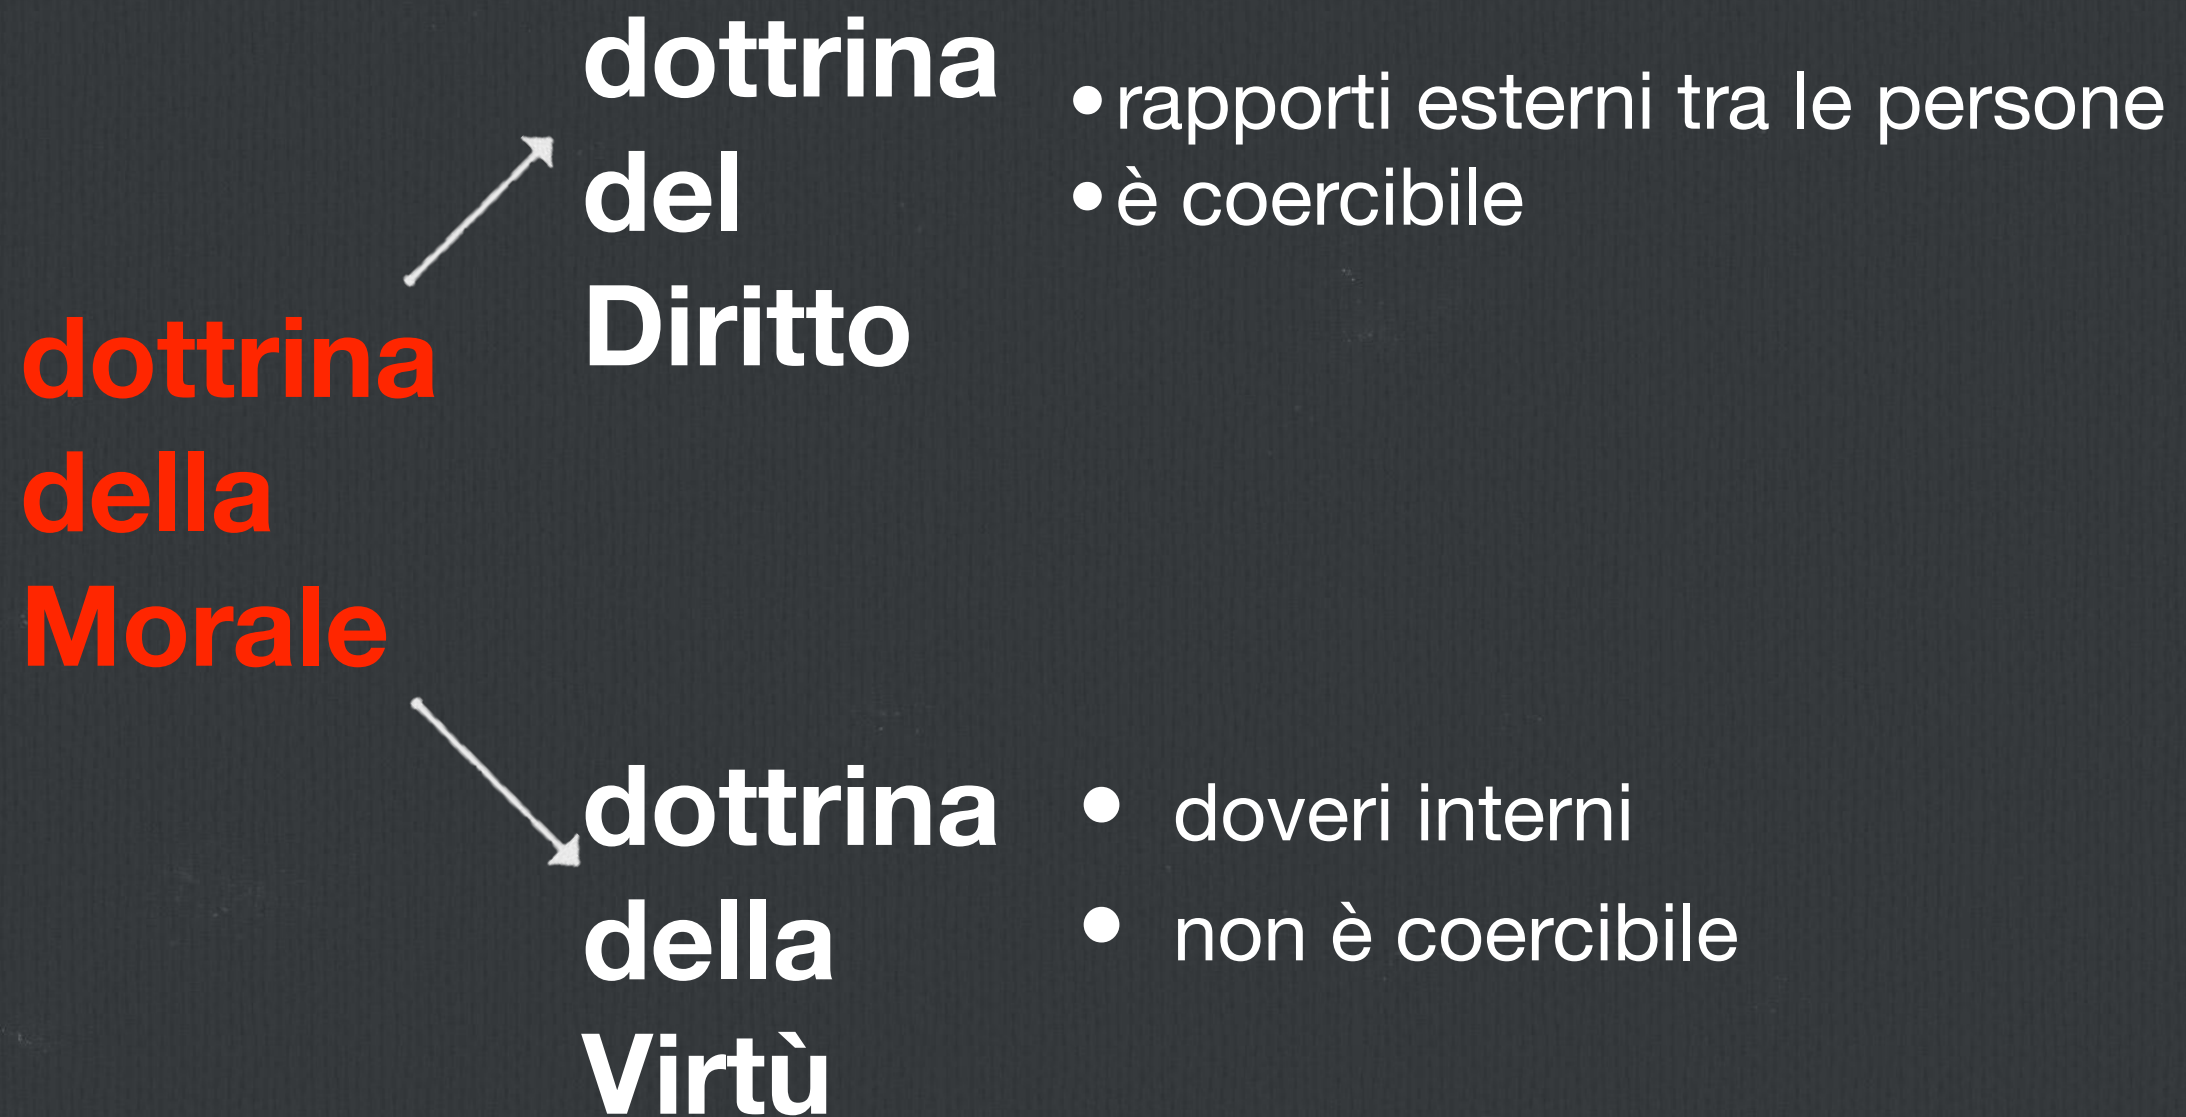 dottrina
della
Morale
dottrina
del
Diritto
•rapporti esterni tra le persone
•è coercibile
dottrina
della
Virtù
• doveri interni
• non è coercibile